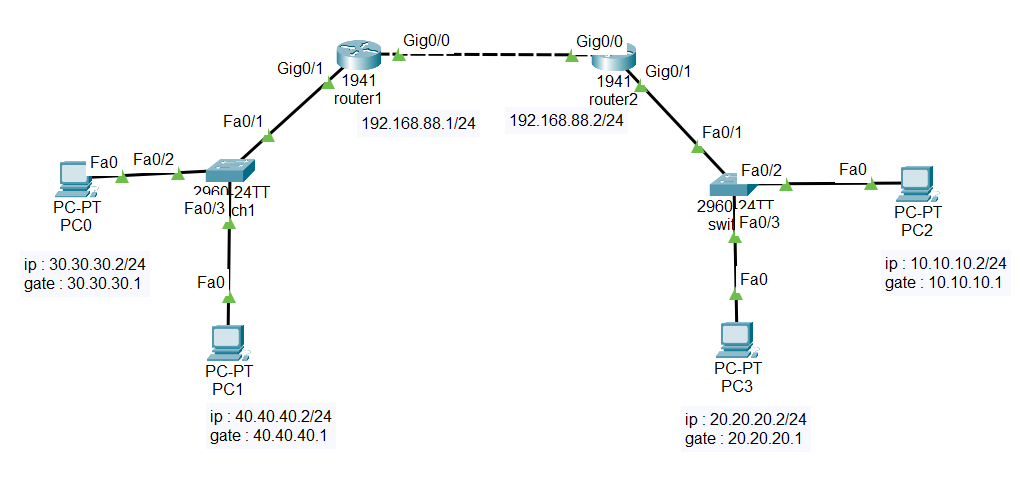 Gig0/0
Gig0/0
Gig0/1
1941
router1
1941
router2
Gig0/1
192.168.88.1/24
192.168.88.2/24
Fa0/1
Fa0/1
Fa0
Fa0/2
2960-24TT
Fa0/3
ch1
PC-PT
PC0
Fa0/2
Fa0
2960-24TT
swit
Fa0/3
PC-PT
PC2
ip : 30.30.30.2/24
gate : 30.30.30.1
ip : 10.10.10.2/24
gate : 10.10.10.1
Fa0
Fa0
PC-PT
PC1
PC-PT
PC3
ip : 40.40.40.2/24
gate : 40.40.40.1
ip : 20.20.20.2/24
gate : 20.20.20.1